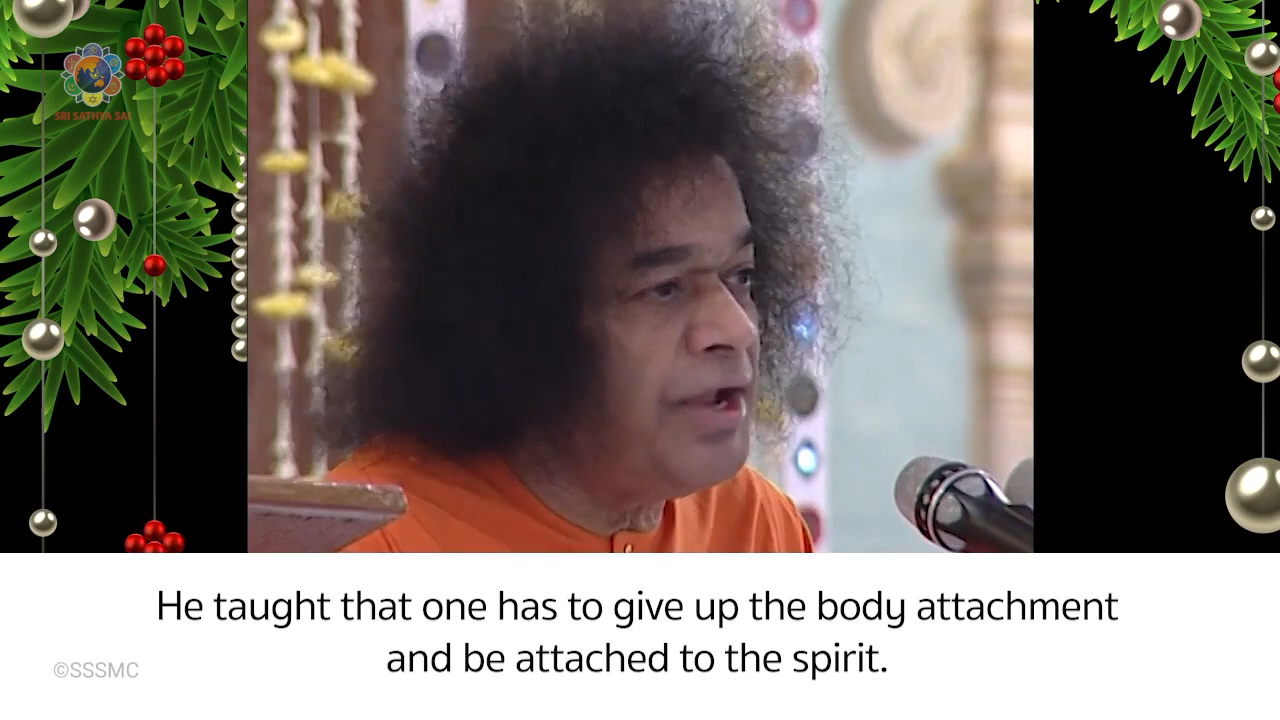 SRI SATHYA SAI
He taught that one has to give up the body attachment
and be attached to the spirit.
©SSSMC